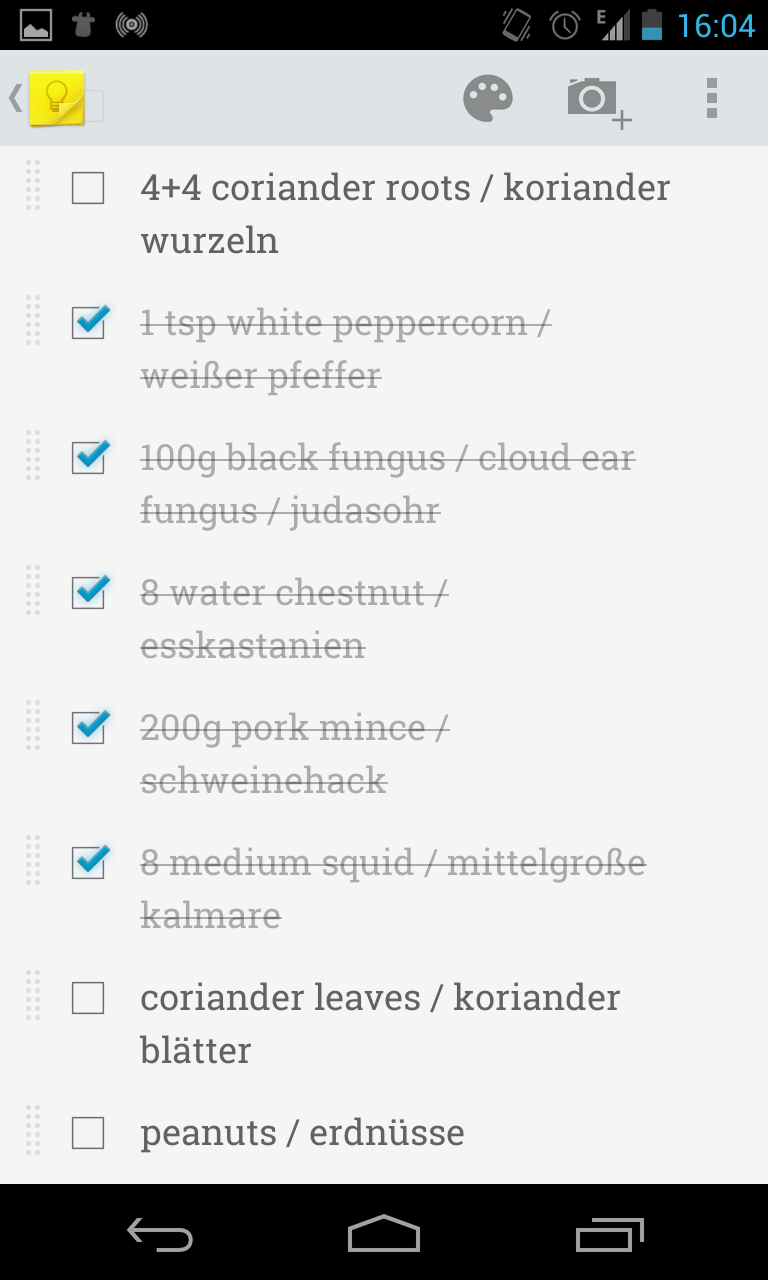 E
16:04
4+4 coriander roots / koriander
wurzeln
1 tsp white peppercorn /
weißer pfeffer
100g black fungus / cloud ear
fungus / judasohr
8 water chestnut /
esskastanien
200g pork mince /
schweinehack
8 medium squid / mittelgroße
kalmare
coriander leaves / koriander
blätter
peanuts / erdnüsse